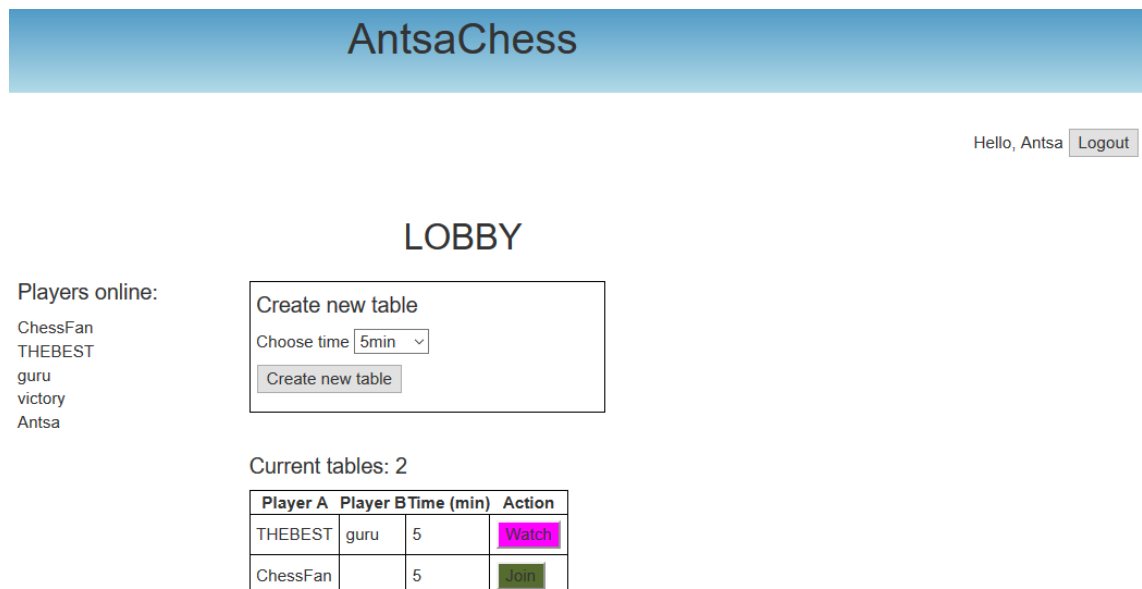 AntsaChess
Hello, Antsa Logout
LOBBY
Players online:
ChessFan
THEBEST
guru
victory
Antsa
Create new table
Choose time 5min
Create new table
Current tables: 2
Player A Player B Time (min) Action
THEBEST guru 5 Watch
ChessFan 5 Join